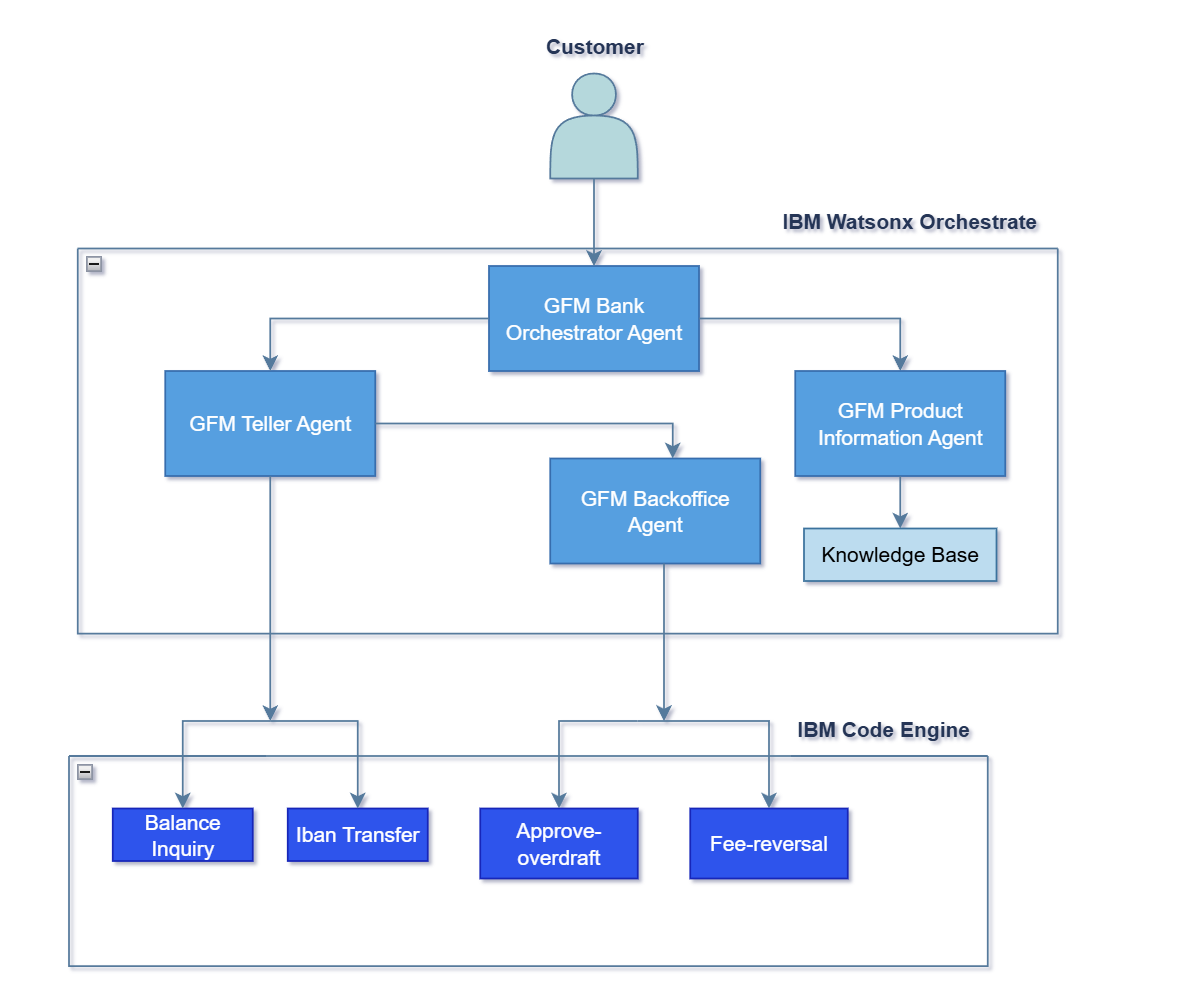 Customer
IBM Watsonx Orchestrate
GFM Bank
Orchestrator Agent
GFM Teller Agent
GFM Product
Information Agent
GFM Backoffice
Agent
Knowledge Base
IBM Code Engine
Balance
Inquiry
Iban Transfer
Approve-
overdraft
Fee-reversal